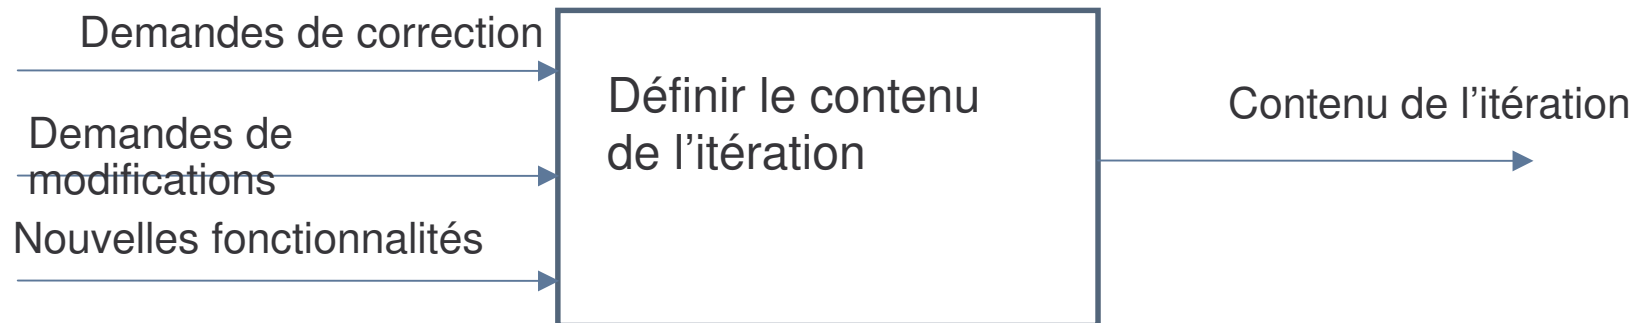 Demandes de correction
Demandes de
modifications
Nouvelles fonctionnalités
Définir le contenu
de l’itération
Contenu de l’itération